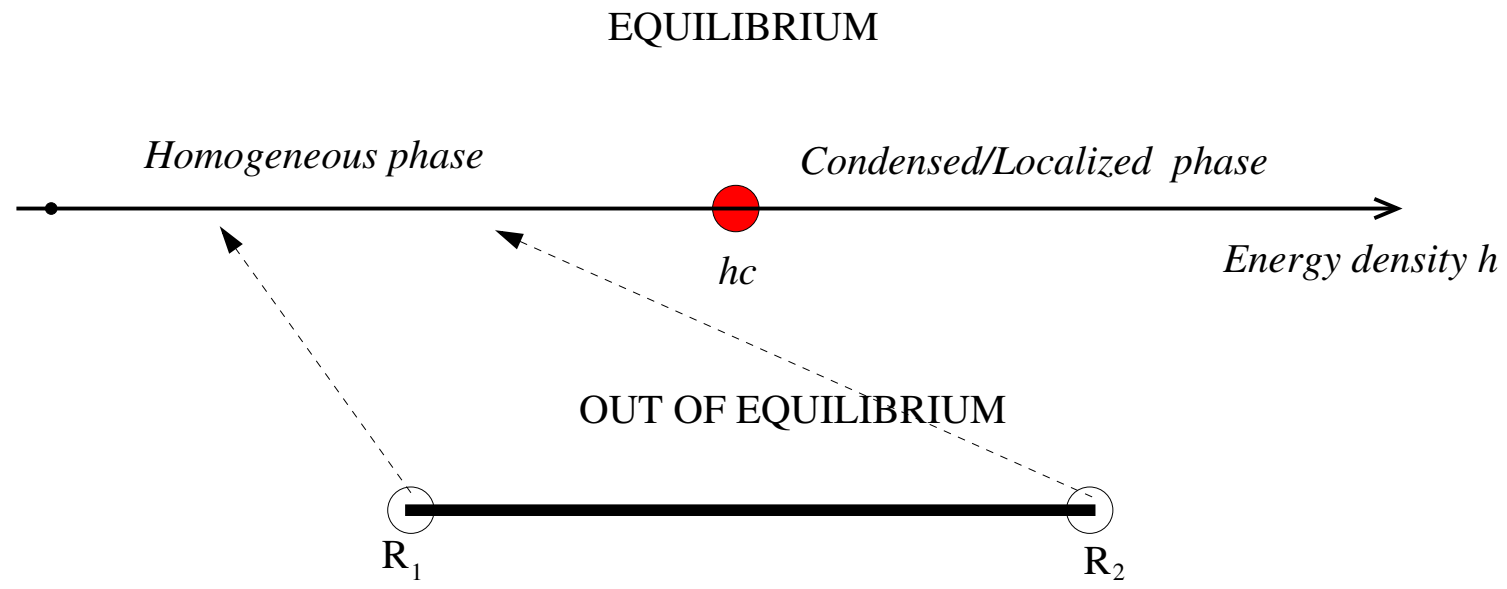 EQUILIBRIUM
Homogeneous phase
Condensed/Localized phase
hc
Energy density h
OUT OF EQUILIBRIUM
R₁
R₂